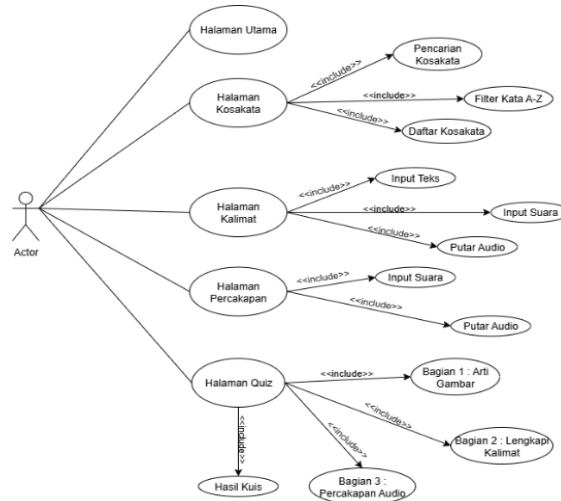 Halaman Utama
Pencarian
Kosakata
<<include>>
Halaman
Kosakata
<<include>>
Filter Kata A-Z
<<include>>
Daftar Kosakata
Input Teks
<<include>>
Halaman
Kalimat
<<include>>
Input Suara
<<include>>
Putar Audio
Actor
Halaman
Percakapan
<<include>>
Input Suara
<<include>>
Putar Audio
Halaman Quiz
<<include>>
Bagian 1 : Arti
Gambar
<<include>>
Bagian 2 : Lengkapi
Kalimat
<<include>>
<<include>>
Hasil Kuis
Bagian 3 :
Percakapan Audio